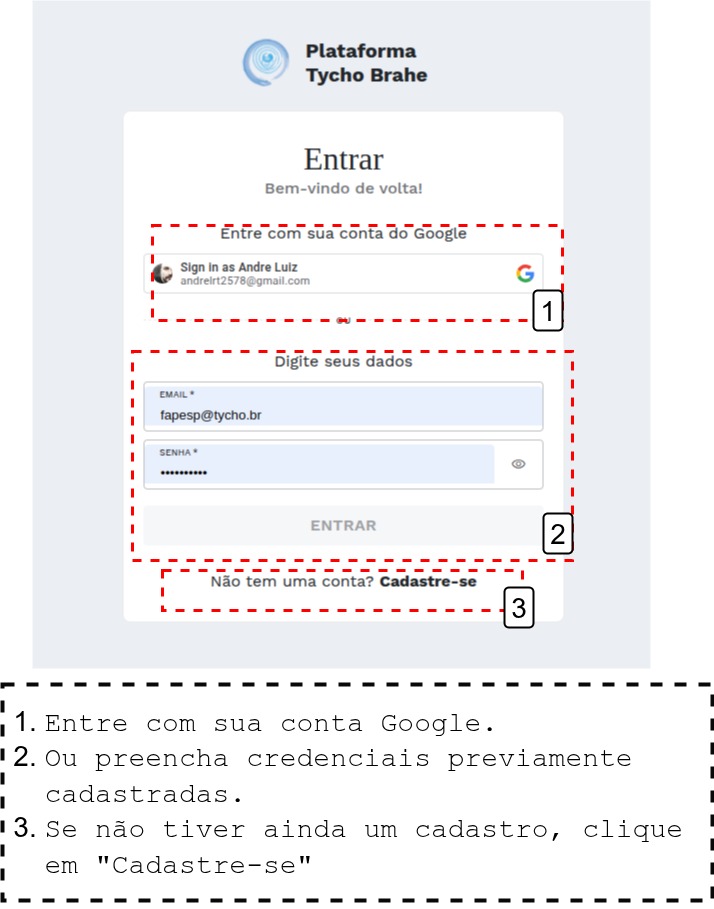 Plataforma
Tycho Brahe
Entrar
Bem-vindo de volta!
Entre com sua conta do Google
Sign in as Andre Luiz
andrelrt2578@gmail.com
1
ou
Digite seus dados
EMAIL *
fapesp@tycho.br
SENHA *
••••••••••
ENTRAR
2
Não tem uma conta? Cadastre-se
3
1. Entre com sua conta Google.
2. Ou preencha credenciais previamente
cadastradas.
3. Se não tiver ainda um cadastro, clique
em "Cadastre-se"